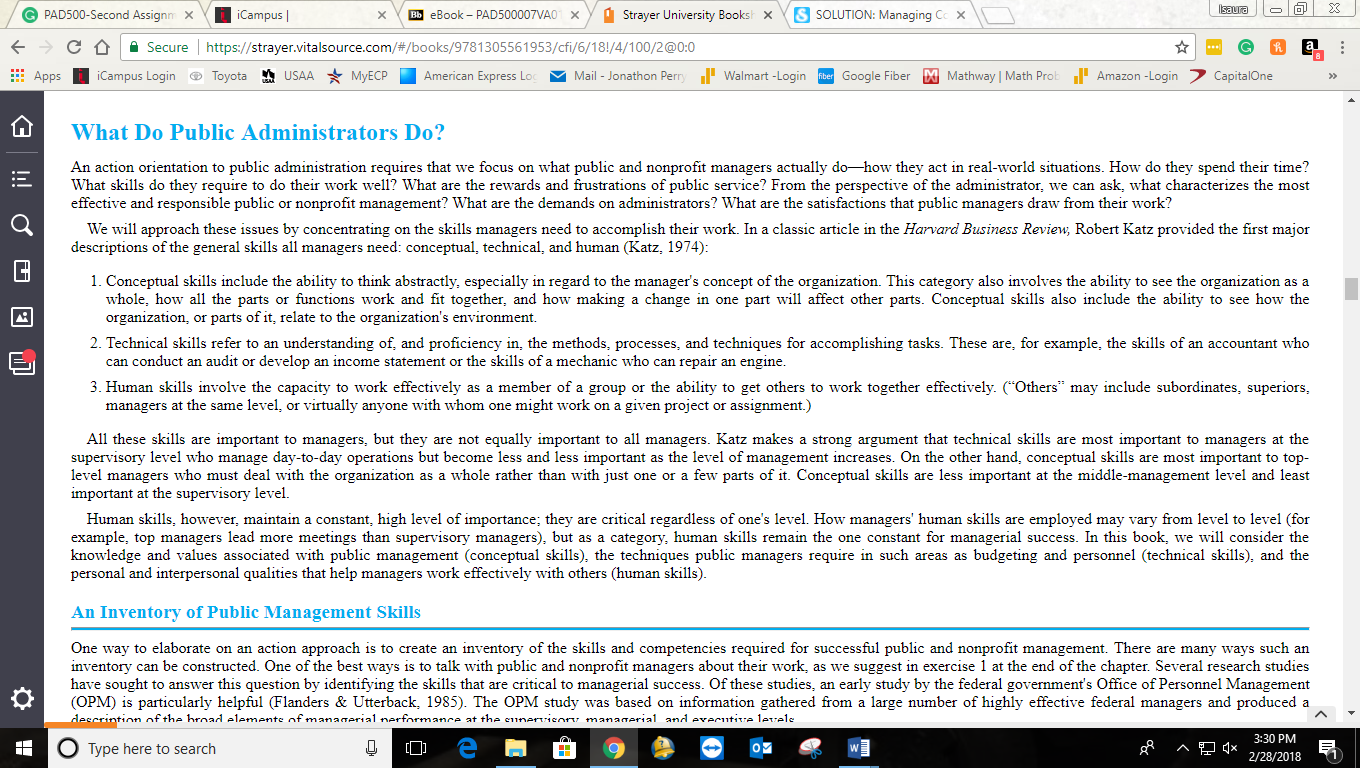 PAD500-Second Assignm
iCampus |
Bb eBook – PAD500007VA01
Strayer University Booksh
SOLUTION: Managing Co
Isaura
Secure https://strayer.vitalsource.com/#/books/9781305561953/cfi/6/18!/4/100/2@0:0
8
Apps iCampus Login Toyota USAA MyECP American Express Loc Mail - Jonathon Perry Walmart -Login fiber Google Fiber Mathway | Math Prob Amazon -Login CapitalOne »
What Do Public Administrators Do?
An action orientation to public administration requires that we focus on what public and nonprofit managers actually do—how they act in real-world situations. How do they spend their time?
What skills do they require to do their work well? What are the rewards and frustrations of public service? From the perspective of the administrator, we can ask, what characterizes the most
effective and responsible public or nonprofit management? What are the demands on administrators? What are the satisfactions that public managers draw from their work?
We will approach these issues by concentrating on the skills managers need to accomplish their work. In a classic article in the Harvard Business Review, Robert Katz provided the first major
descriptions of the general skills all managers need: conceptual, technical, and human (Katz, 1974):
1. Conceptual skills include the ability to think abstractly, especially in regard to the manager's concept of the organization. This category also involves the ability to see the organization as a
whole, how all the parts or functions work and fit together, and how making a change in one part will affect other parts. Conceptual skills also include the ability to see how the
organization, or parts of it, relate to the organization's environment.
2. Technical skills refer to an understanding of, and proficiency in, the methods, processes, and techniques for accomplishing tasks. These are, for example, the skills of an accountant who
can conduct an audit or develop an income statement or the skills of a mechanic who can repair an engine.
3. Human skills involve the capacity to work effectively as a member of a group or the ability to get others to work together effectively. (“Others” may include subordinates, superiors,
managers at the same level, or virtually anyone with whom one might work on a given project or assignment.)
All these skills are important to managers, but they are not equally important to all managers. Katz makes a strong argument that technical skills are most important to managers at the
supervisory level who manage day-to-day operations but become less and less important as the level of management increases. On the other hand, conceptual skills are most important to top-
level managers who must deal with the organization as a whole rather than with just one or a few parts of it. Conceptual skills are less important at the middle-management level and least
important at the supervisory level.
Human skills, however, maintain a constant, high level of importance; they are critical regardless of one's level. How managers' human skills are employed may vary from level to level (for
example, top managers lead more meetings than supervisory managers), but as a category, human skills remain the one constant for managerial success. In this book, we will consider the
knowledge and values associated with public management (conceptual skills), the techniques public managers require in such areas as budgeting and personnel (technical skills), and the
personal and interpersonal qualities that help managers work effectively with others (human skills).
An Inventory of Public Management Skills
One way to elaborate on an action approach is to create an inventory of the skills and competencies required for successful public and nonprofit management. There are many ways such an
inventory can be constructed. One of the best ways is to talk with public and nonprofit managers about their work, as we suggest in exercise 1 at the end of the chapter. Several research studies
have sought to answer this question by identifying the skills that are critical to managerial success. Of these studies, an early study by the federal government's Office of Personnel Management
(OPM) is particularly helpful (Flanders & Utterback, 1985). The OPM study was based on information gathered from a large number of highly effective federal managers and produced a
description of the broad elements of managerial performance at the supervisory, managerial, and executive levels.
Type here to search
3:30 PM
2/28/2018
1